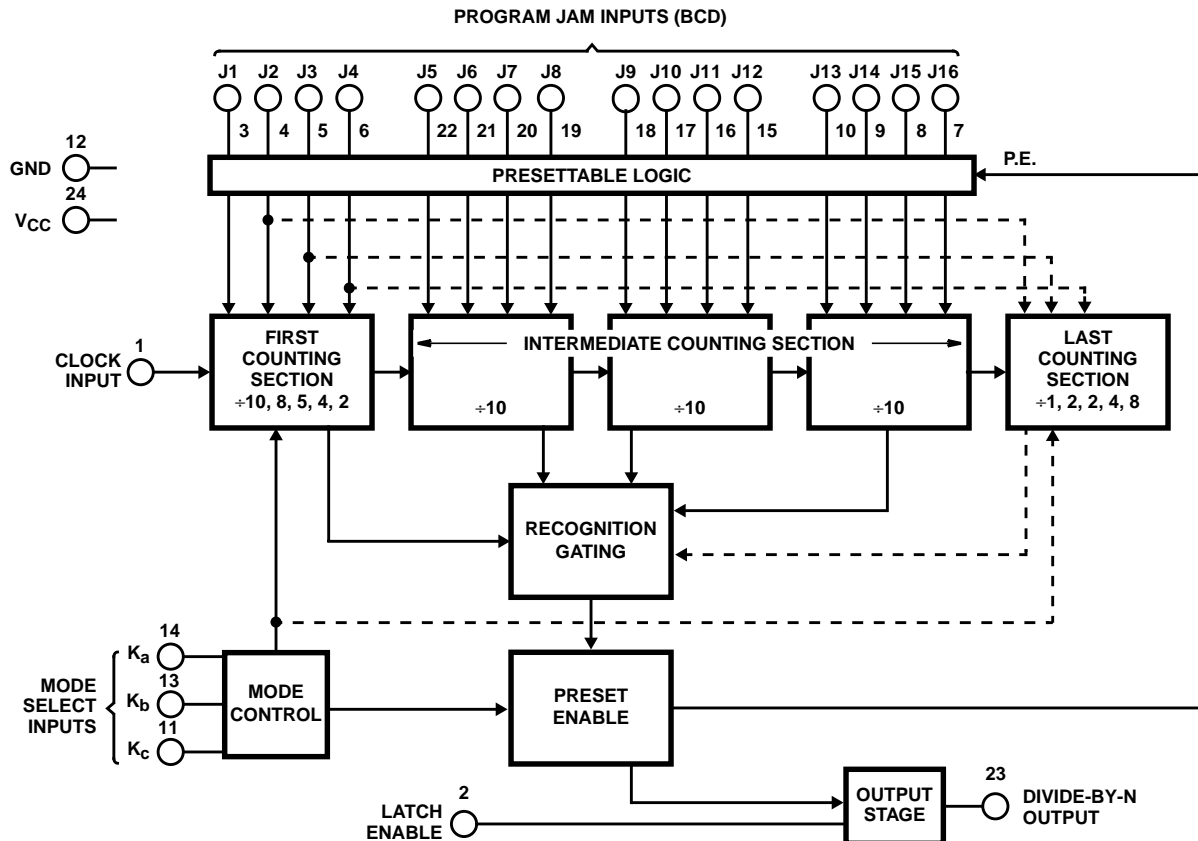 PROGRAM JAM INPUTS (BCD)
J1 J2 J3 J4 J5 J6 J7 J8 J9 J10 J11 J12 J13 J14 J15 J16
3 4 5 6 22 21 20 19 18 17 16 15 10 9 8 7
12
GND
24
VCC
PRESETTABLE LOGIC
P.E.
1
CLOCK
INPUT
FIRST
COUNTING
SECTION
÷10, 8, 5, 4, 2
INTERMEDIATE COUNTING SECTION
÷10
÷10
÷10
LAST
COUNTING
SECTION
÷1, 2, 2, 4, 8
RECOGNITION
GATING
MODE
SELECT
INPUTS
14
Ka
13
Kb
11
Kc
MODE
CONTROL
PRESET
ENABLE
2
LATCH
ENABLE
OUTPUT
STAGE
23
DIVIDE-BY-N
OUTPUT